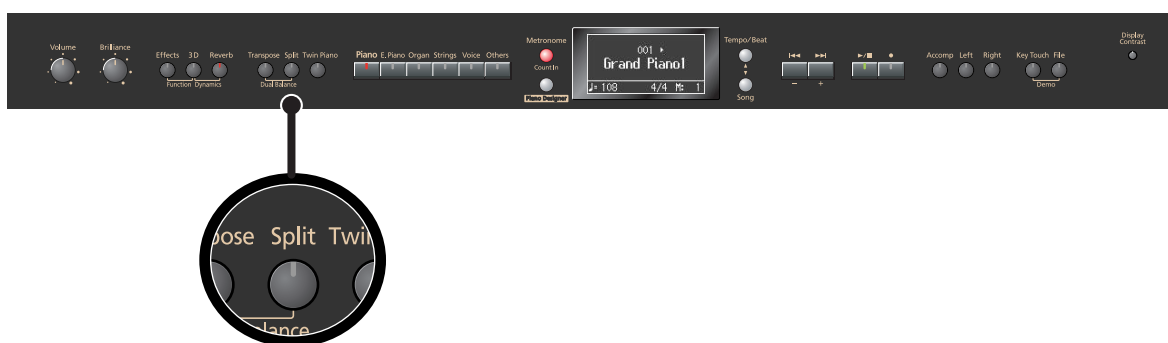 Volume
Brilliance
Effects 3D Reverb
Function Dynamics
Transpose Split Twin Piano
Dual Balance
Piano E. Piano Organ Strings Voice Others
Metronome
Count In
Piano Designer
001
Grand Piano1
♩= 108 4/4 M: 1
Tempo/Beat
Song
− +
Accomp Left Right
Key Touch File
Demo
Display
Contrast
pose Split Twi
alance